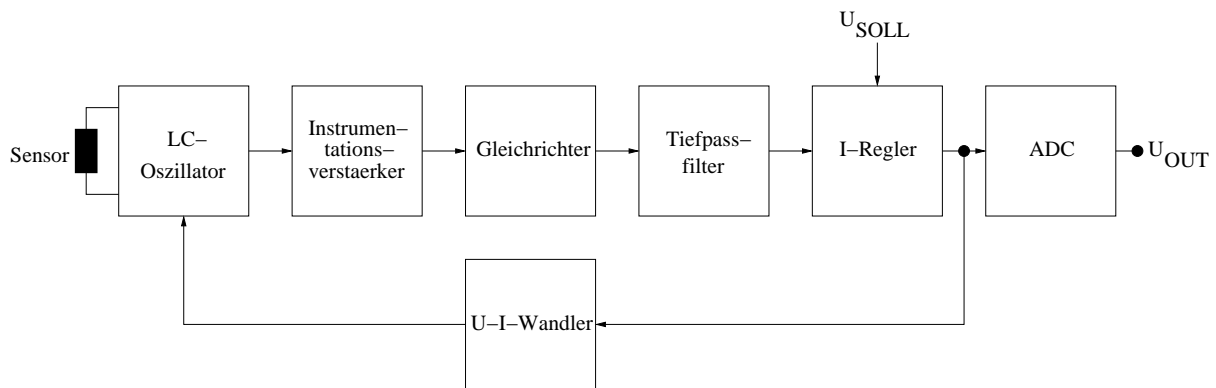 U_SOLL
Sensor
LC–
Oszillator
Instrumen–
tations–
verstaerker
Gleichrichter
Tiefpass–
filter
I–Regler
ADC
U_OUT
U–I–Wandler